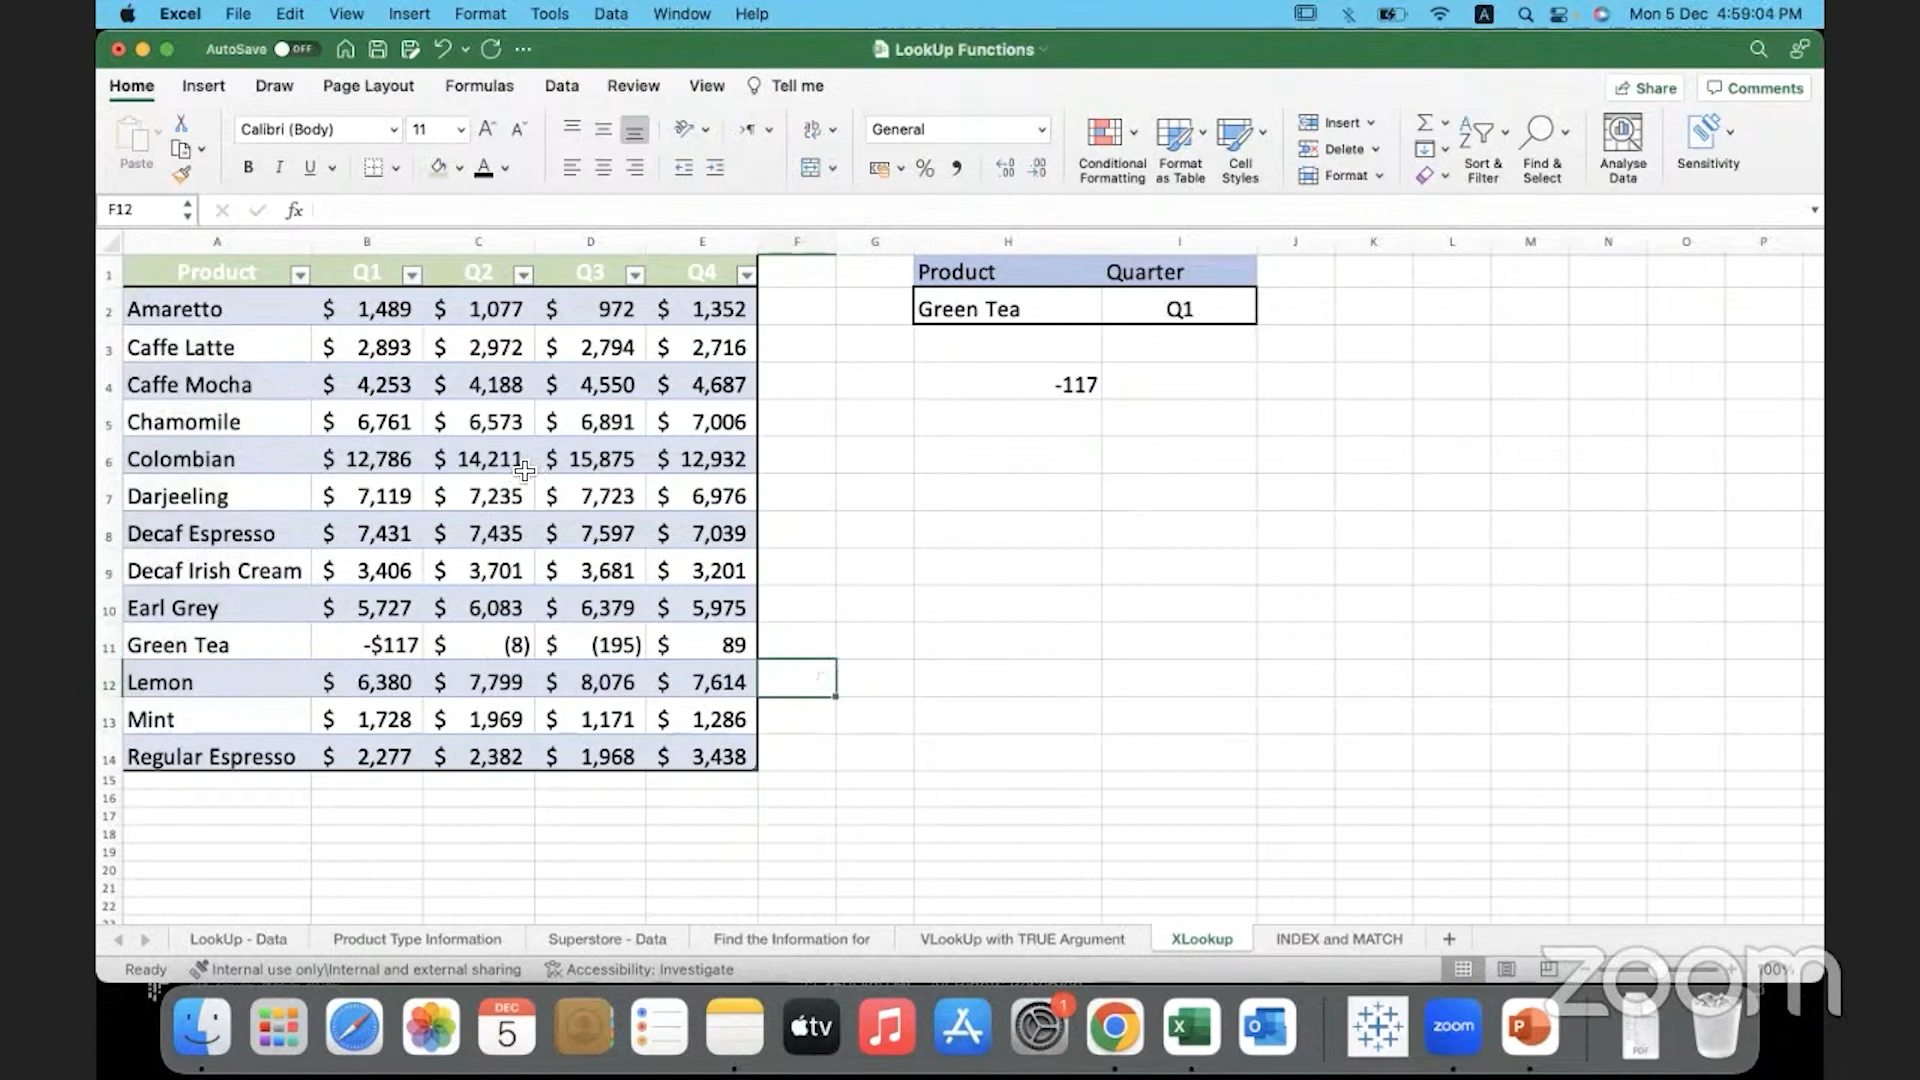 Excel File Edit View Insert Format Tools Data Window Help A Mon 5 Dec 4:59:04 PM
AutoSave OFF LookUp Functions
Home Insert Draw Page Layout Formulas Data Review View Tell me Share Comments
Paste Calibri (Body) 11 A A General Insert
B I U A % Delete
Format
Conditional Formatting Format as Table Cell Styles Sort & Filter Find & Select Analyse Data Sensitivity
F12 fx
A B C D E F G H I J K L M N O P
1 Product Q1 Q2 Q3 Q4 Product Quarter
2 Amaretto $ 1,489 $ 1,077 $ 972 $ 1,352 Green Tea Q1
3 Caffe Latte $ 2,893 $ 2,972 $ 2,794 $ 2,716
4 Caffe Mocha $ 4,253 $ 4,188 $ 4,550 $ 4,687 -117
5 Chamomile $ 6,761 $ 6,573 $ 6,891 $ 7,006
6 Colombian $ 12,786 $ 14,211 $ 15,875 $ 12,932
7 Darjeeling $ 7,119 $ 7,235 $ 7,723 $ 6,976
8 Decaf Espresso $ 7,431 $ 7,435 $ 7,597 $ 7,039
9 Decaf Irish Cream $ 3,406 $ 3,701 $ 3,681 $ 3,201
10 Earl Grey $ 5,727 $ 6,083 $ 6,379 $ 5,975
11 Green Tea -$117 $ (8) $ (195) $ 89
12 Lemon $ 6,380 $ 7,799 $ 8,076 $ 7,614
13 Mint $ 1,728 $ 1,969 $ 1,171 $ 1,286
14 Regular Espresso $ 2,277 $ 2,382 $ 1,968 $ 3,438
15
16
17
18
19
20
21
22
LookUp - Data Product Type Information Superstore - Data Find the Information for VLookUp with TRUE Argument XLookup INDEX and MATCH +
Ready Internal use only\Internal and external sharing Accessibility: Investigate 100%
zoom
DEC
5
tv
1
X
O
zoom
P
PDF